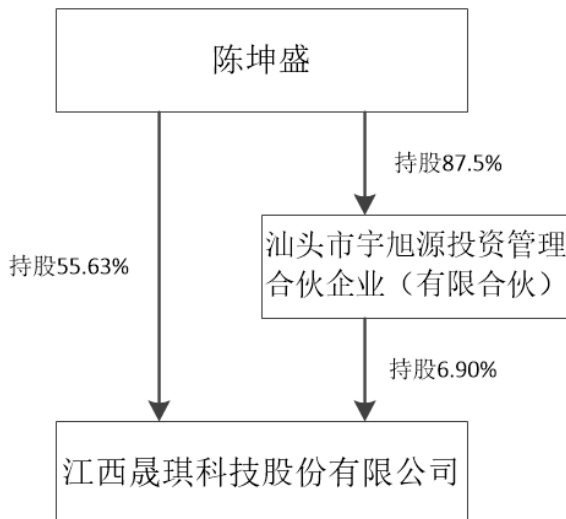 陈坤盛
持股87.5%
汕头市宇旭源投资管理
合伙企业（有限合伙）
持股55.63%
持股6.90%
江西晟琪科技股份有限公司